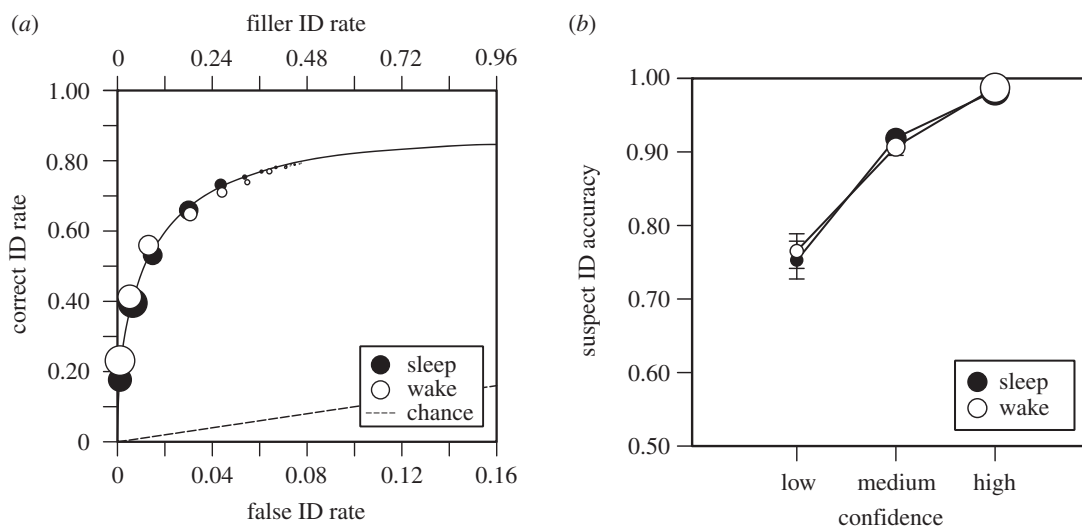 (a)
filler ID rate
0 0.24 0.48 0.72 0.96
correct ID rate
1.00
0.80
0.60
0.40
0.20
0
sleep
wake
chance
0 0.04 0.08 0.12 0.16
false ID rate
(b)
suspect ID accuracy
1.00
0.90
0.80
0.70
0.60
0.50
sleep
wake
low medium high
confidence